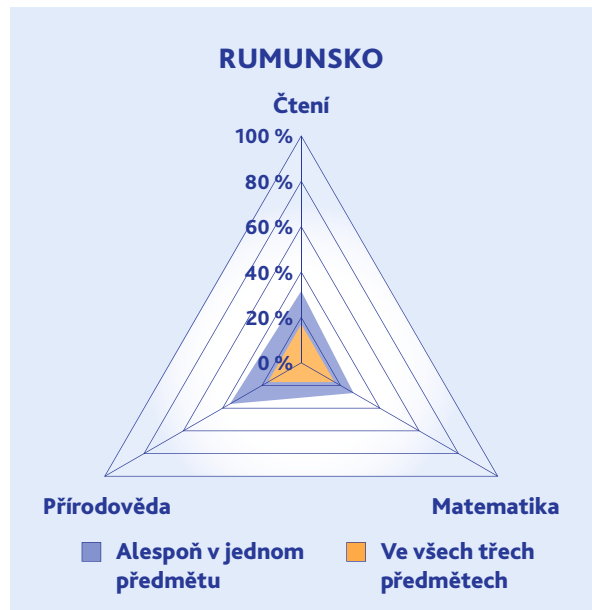 RUMUNSKO
Čtení
100 %
80 %
60 %
40 %
20 %
0 %
Přírodověda
Matematika
Alespoň v jednom
předmětu
Ve všech třech
předmětech